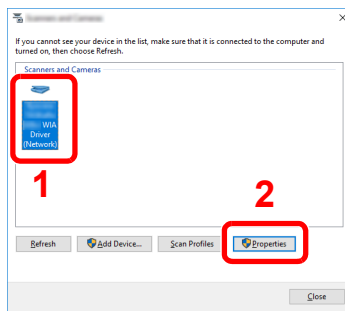 If you cannot see your device in the list, make sure that it is connected to the computer and
turned on, then choose Refresh.
Scanners and Cameras
WIA
Driver
(Network)
1
2
Refresh
Add Device...
Scan Profiles
Properties
Close